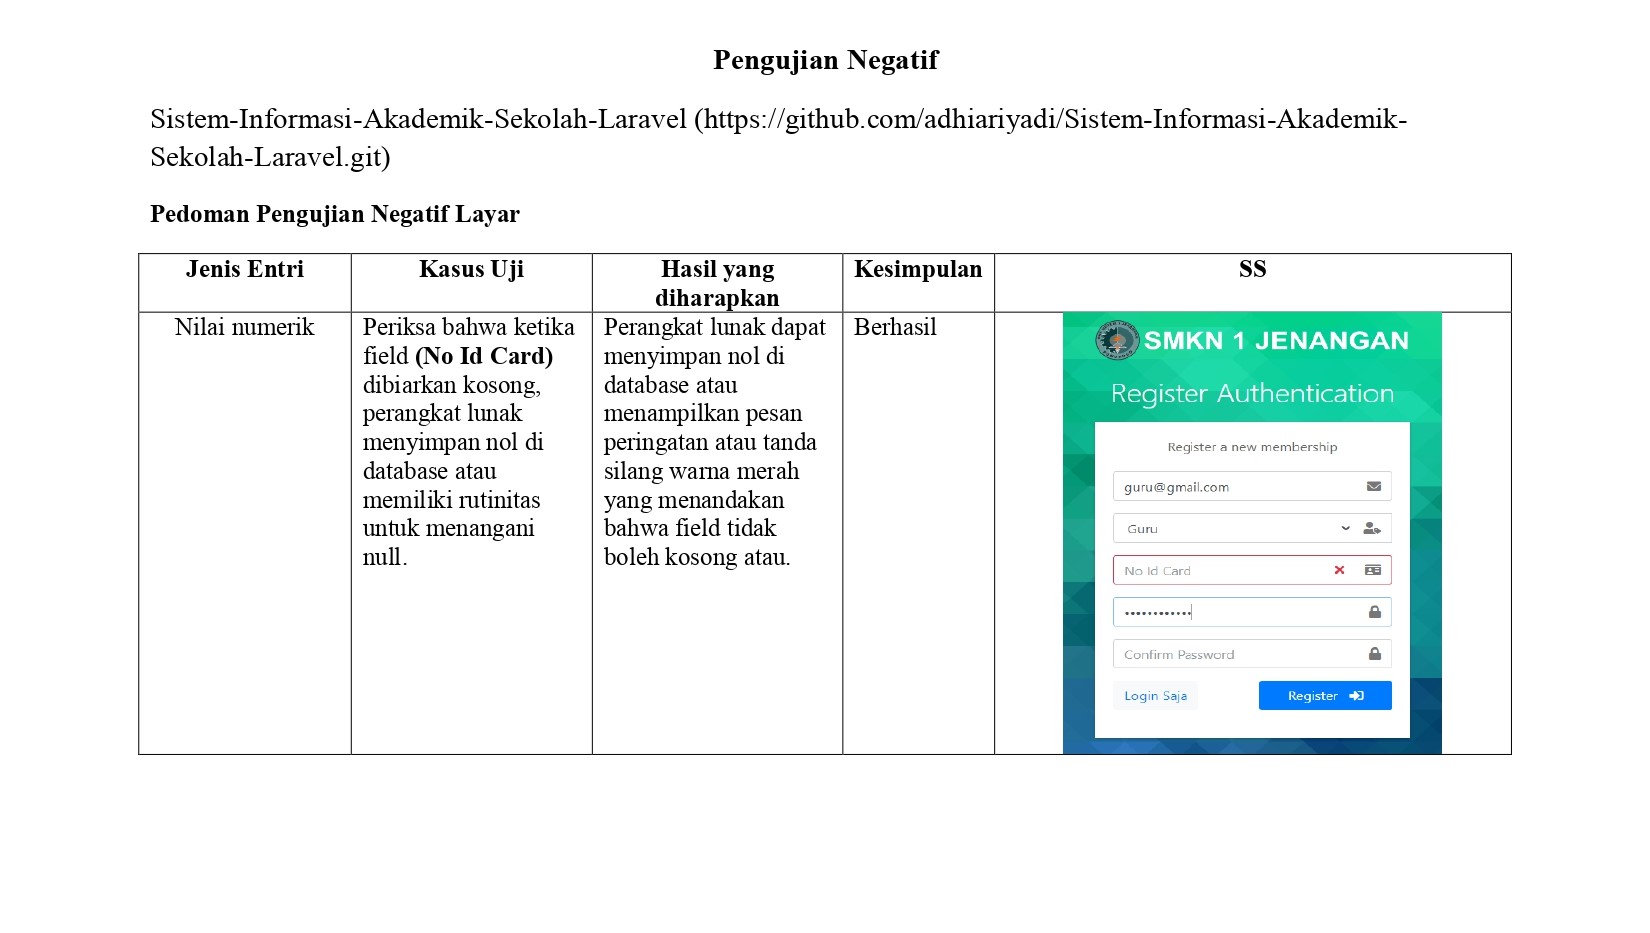 Pengujian Negatif
Sistem-Informasi-Akademik-Sekolah-Laravel (https://github.com/adhiariyadi/Sistem-Informasi-Akademik-
Sekolah-Laravel.git)
Pedoman Pengujian Negatif Layar
Jenis Entri
Kasus Uji
Hasil yang
diharapkan
Kesimpulan
SS
Nilai numerik
Periksa bahwa ketika
field (No Id Card)
dibiarkan kosong,
perangkat lunak
menyimpan nol di
database atau
memiliki rutinitas
untuk menangani
null.
Perangkat lunak dapat
menyimpan nol di
database atau
menampilkan pesan
peringatan atau tanda
silang warna merah
yang menandakan
bahwa field tidak
boleh kosong atau.
Berhasil
SMKN 1 JENANGAN
Register Authentication
Register a new membership
guru@gmail.com
Guru
No Id Card
••••••••••••
Confirm Password
Login Saja
Register